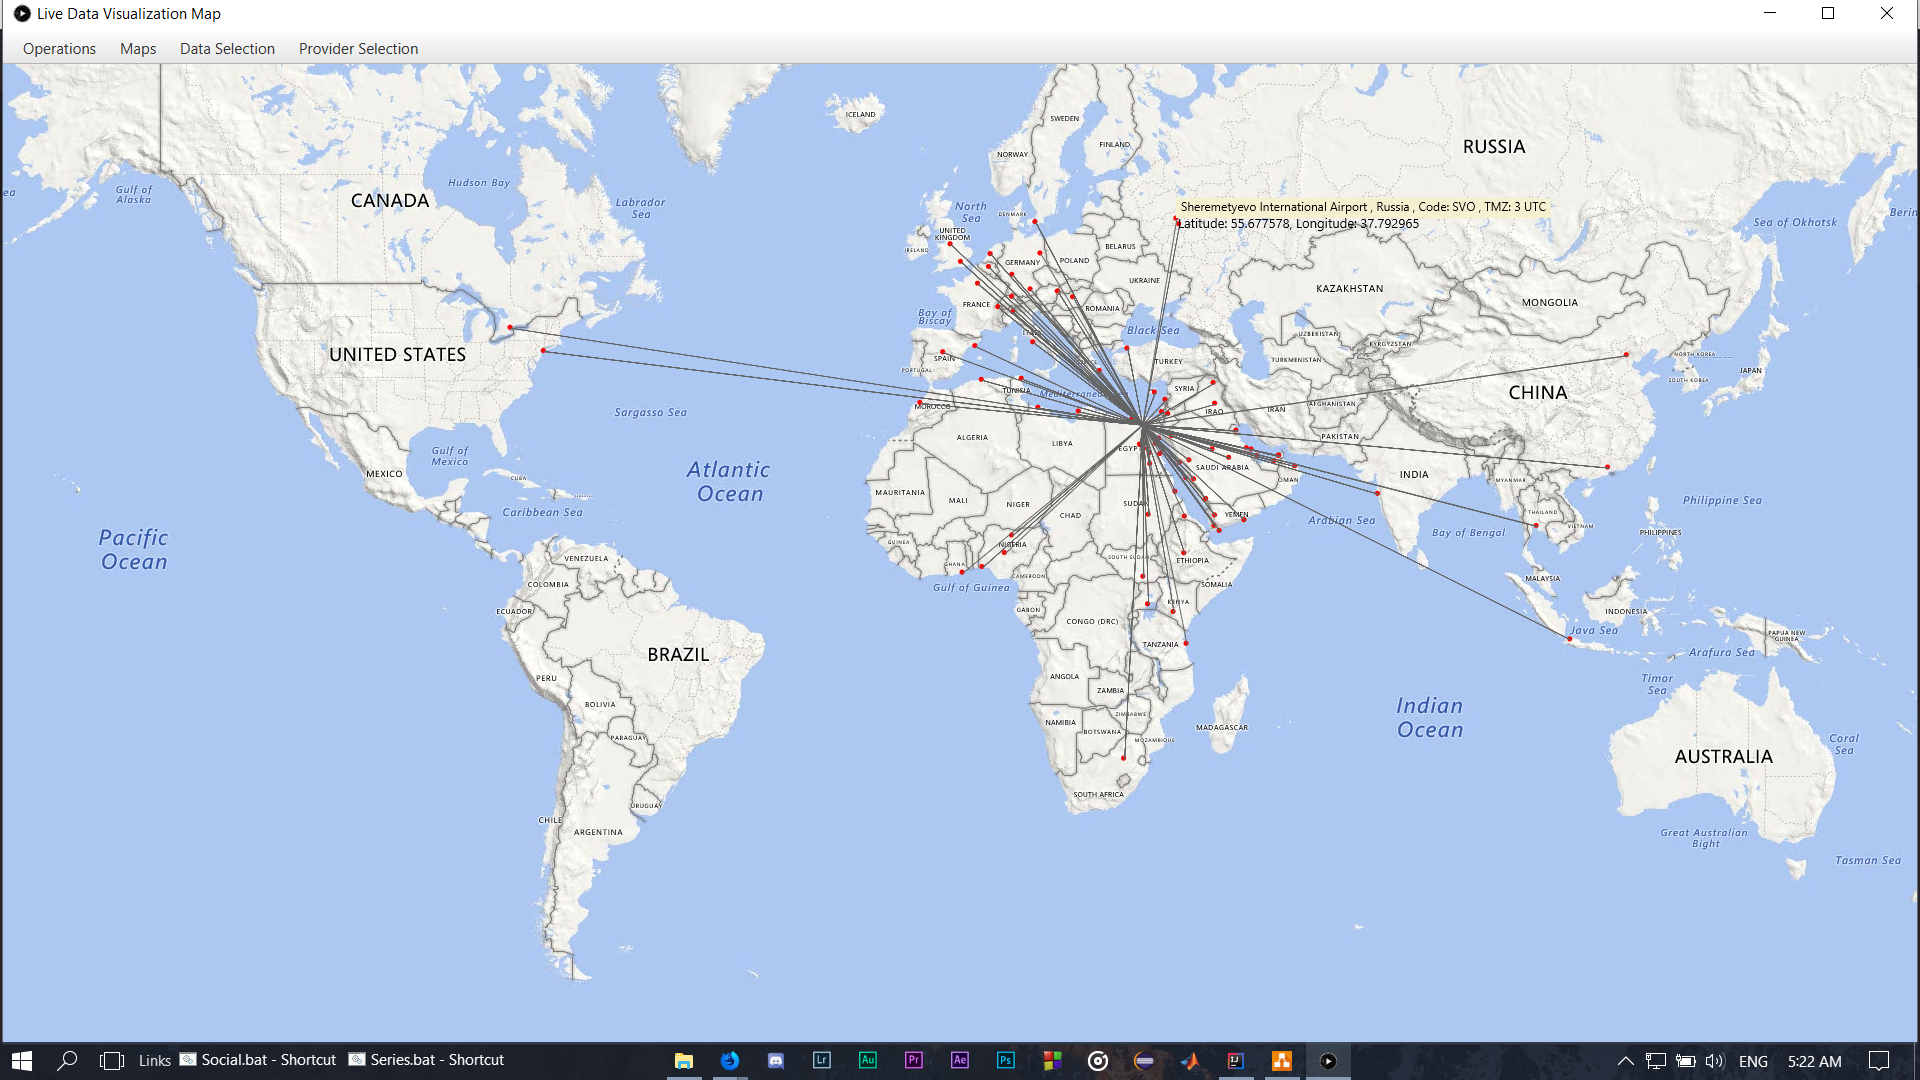 Live Data Visualization Map
Operations Maps Data Selection Provider Selection
ICELAND
SWEDEN
FINLAND
NORWAY
RUSSIA
Gulf of
Alaska
Hudson Bay
CANADA
Labrador
Sea
North
Sea
DENMARK
Sheremetyevo International Airport , Russia , Code: SVO , TMZ: 3 UTC
Latitude: 55.677578, Longitude: 37.792965
Sea of Okhotsk
Berin
ea
UNITED
KINGDOM
IRELAND
BELARUS
GERMANY
POLAND
UKRAINE
KAZAKHSTAN
MONGOLIA
FRANCE
ROMANIA
Bay of
Biscay
Black Sea
UZBEKISTAN
KYRGYZSTAN
UNITED STATES
SPAIN
PORTUGAL
TURKEY
TURKMENISTAN
NORTH KOREA
SOUTH KOREA
JAPAN
TUNISIA
Mediterranean
SYRIA
CHINA
Sargasso Sea
MOROCCO
IRAQ
IRAN
AFGHANISTAN
ALGERIA
LIBYA
EGYP
PAKISTAN
Gulf of
Mexico
MEXICO
Atlantic
Ocean
SAUDI ARABIA
OMAN
INDIA
MYANMAR
CUBA
Caribbean Sea
MAURITANIA
MALI
NIGER
CHAD
SUDAN
YEMEN
Arabian Sea
Bay of Bengal
THAILAND
VIETNAM
Philippine Sea
PHILIPPINES
Pacific
Ocean
VENEZUELA
COLOMBIA
GUINEA
GHANA
NIGERIA
CAMEROON
SOUTH SUDAN
ETHIOPIA
SOMALIA
MALAYSIA
Gulf of Guinea
ECUADOR
GABON
CONGO (DRC)
KENYA
INDONESIA
Java Sea
PAPUA NEW
GUINEA
BRAZIL
TANZANIA
Arafura Sea
PERU
ANGOLA
ZAMBIA
Timor
Sea
BOLIVIA
Indian
Ocean
NAMIBIA
ZIMBABWE
BOTSWANA
MOZAMBIQUE
MADAGASCAR
PARAGUAY
Coral
Sea
AUSTRALIA
SOUTH AFRICA
URUGUAY
CHILE
ARGENTINA
Great Australian
Bight
Tasman Sea
Links Social.bat - Shortcut Series.bat - Shortcut Lr Au Pr Ae Ps IJ ENG 5:22 AM